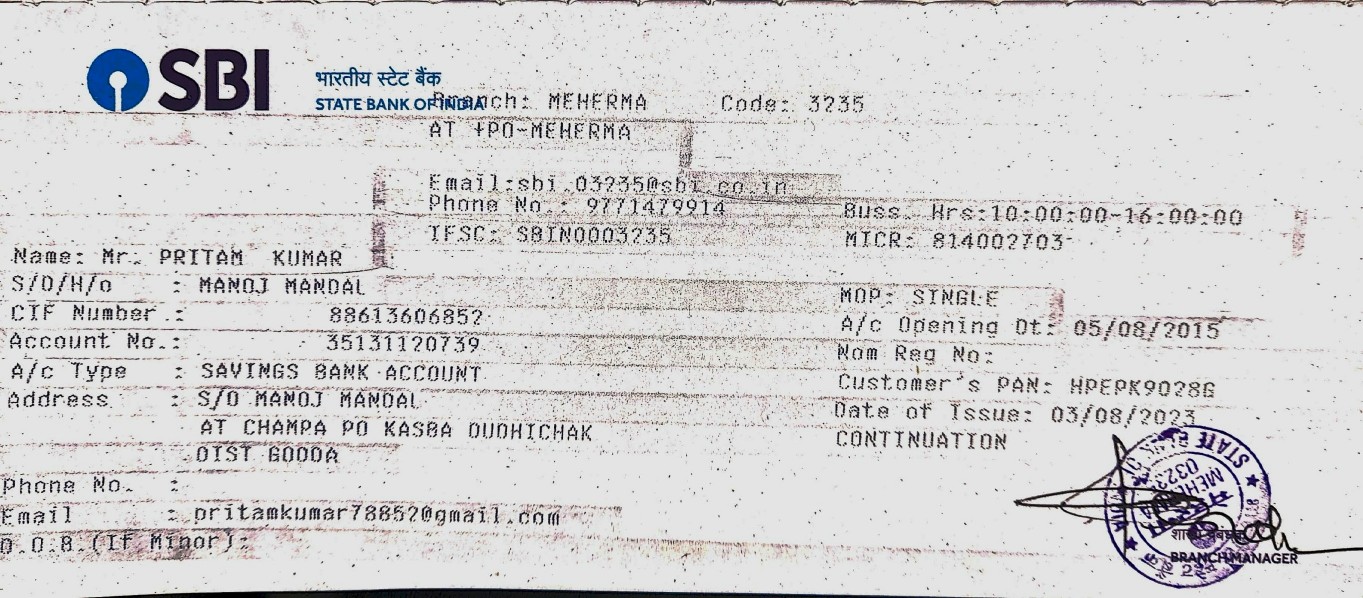 SBI
भारतीय स्टेट बैंक
STATE BANK OF INDIA
Branch: MEHERMA Code: 3235
AT +PO-MEHERMA
Email:sbi.03235@sbi.co.in
Phone No.: 9771479914 Buss. Hrs:10:00:00-16:00:00
IFSC: SBIN0003235 MICR: 814002703
Name: Mr. PRITAM KUMAR
S/D/H/o : MANOJ MANDAL MOP: SINGLE
CIF Number : 88613606852 A/c Opening Dt: 05/08/2015
Account No.: 35131120739 Nom Reg No:
A/c Type : SAVINGS BANK ACCOUNT Customer's PAN: HPEPK9028G
Address : S/O MANOJ MANDAL Date of Issue: 03/08/2023
AT CHAMPA PO KASBA DUOHICHAK CONTINUATION
DIST GODDA
Phone No. :
Email : pritamkumar78852@gmail.com
D.O.B.(If Minor):
STATE BANK
BRANCH MANAGER